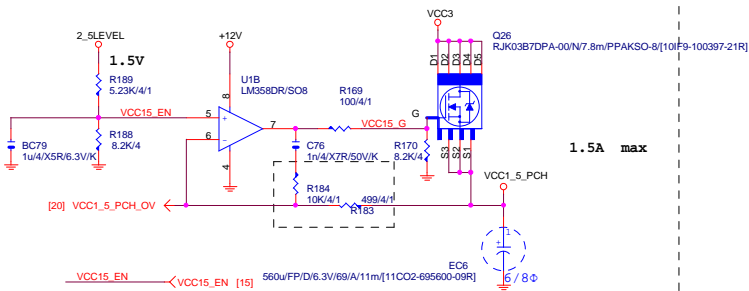 VCC3
2_5LEVEL
+12V
Q26
RJK03B7DPA-00/N/7.8m/PPAKSO-8/[10IF9-100397-21R]
1.5V
D1
D2
D3
D4
D5
R189
5.23K/4/1
U1B
LM358DR/SO8
R169
100/4/1
8
VCC15_EN
5
6
7
4
+
-
VCC15_G
G
BC79
1u/4/X5R/6.3V/K
R188
8.2K/4
C76
1n/4/X7R/50V/K
R170
8.2K/4
S3
S2
S1
1.5A max
VCC1_5_PCH
R184
10K/4/1
499/4/1
R183
[20] VCC1_5_PCH_OV
1
+
EC6
6/8Φ
560u/FP/D/6.3V/69/A/11m/[11CO2-695600-09R]
VCC15_EN
VCC15_EN [15]